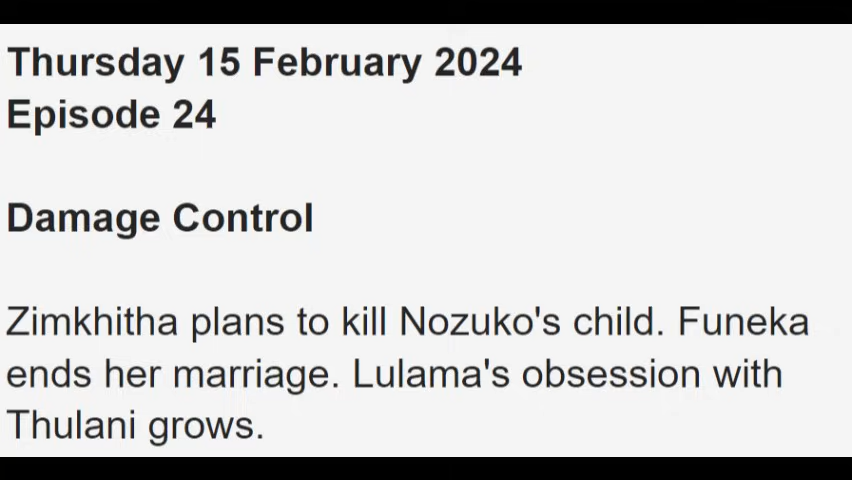 Thursday 15 February 2024
Episode 24
Damage Control
Zimkhitha plans to kill Nozuko's child. Funeka
ends her marriage. Lulama's obsession with
Thulani grows.